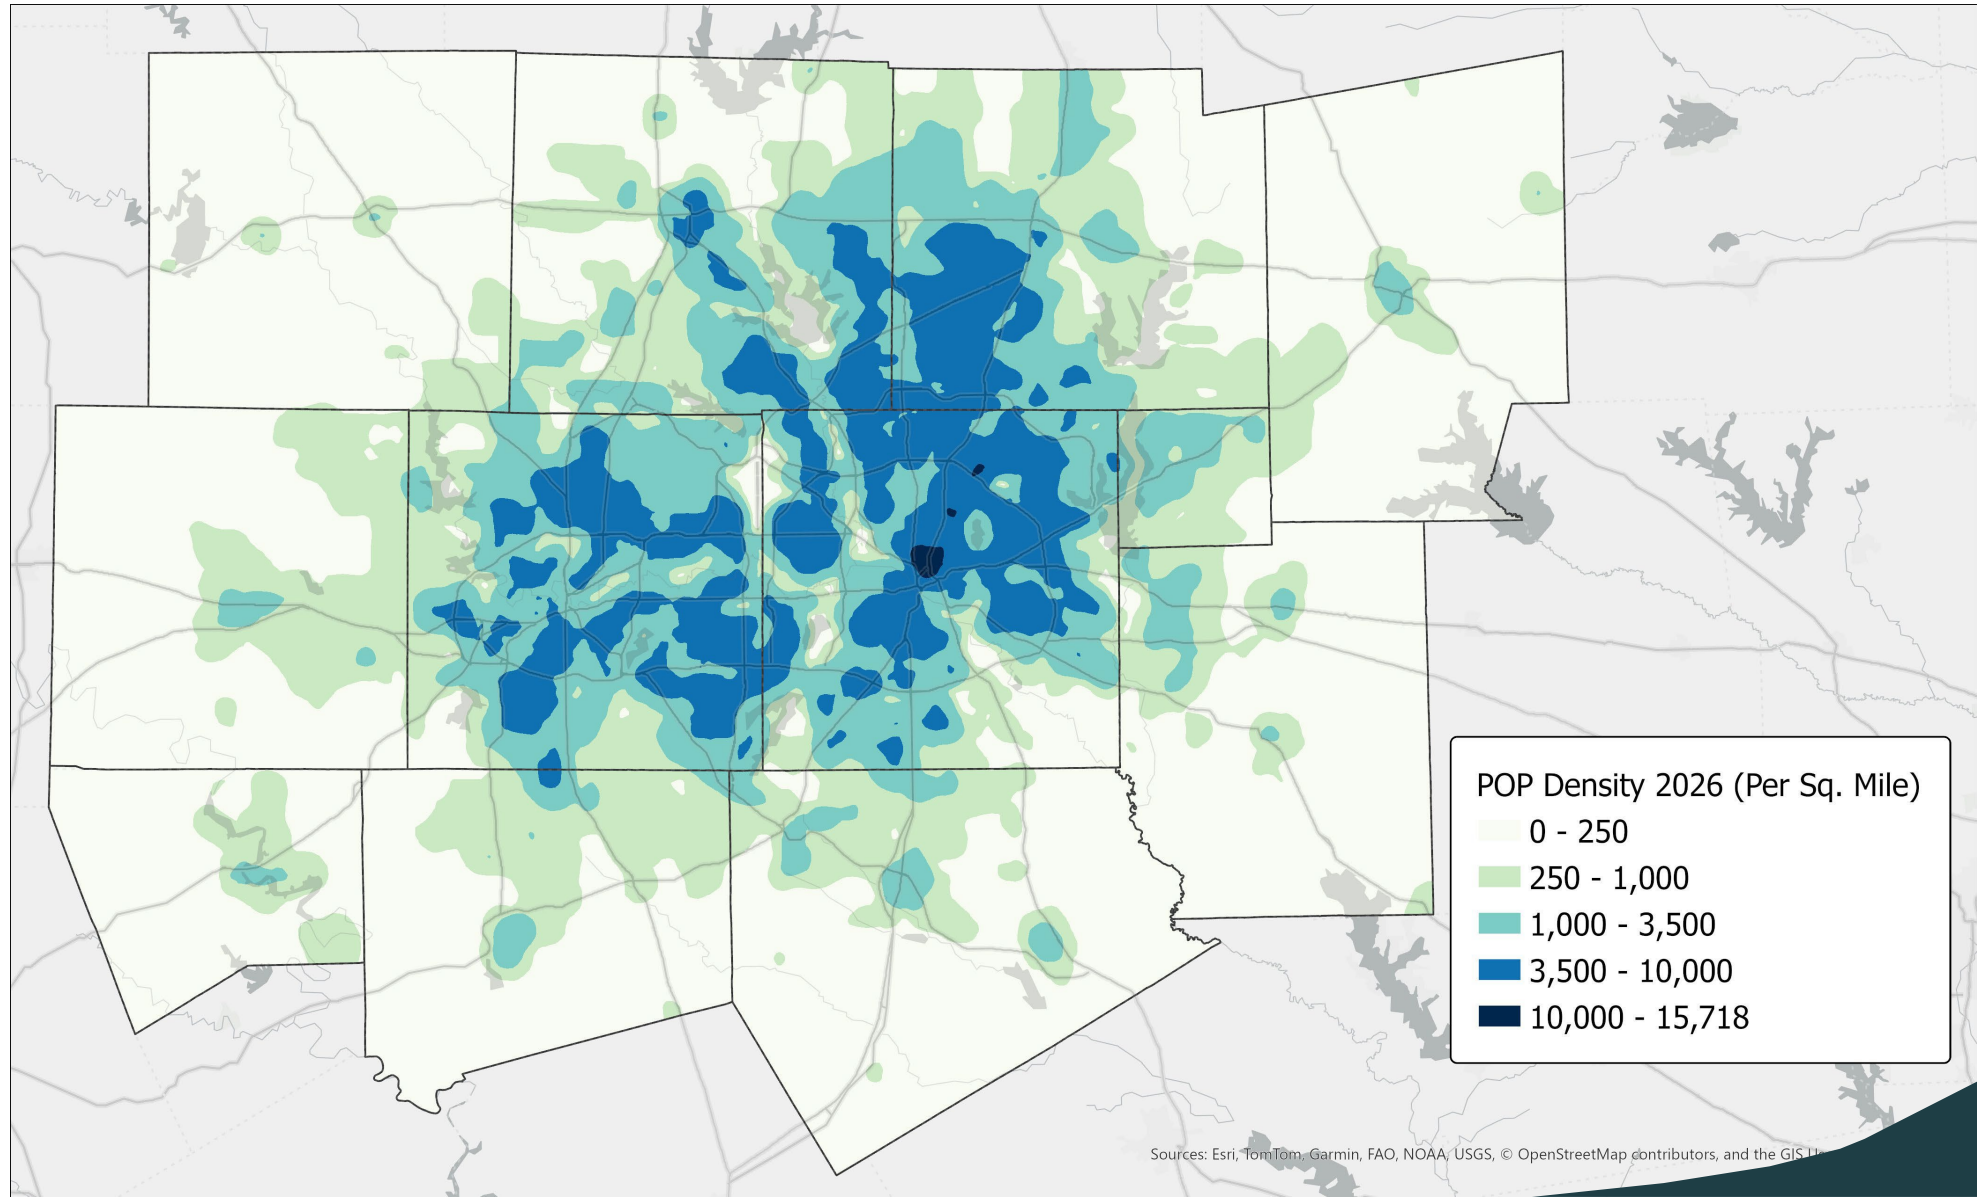 POP Density 2026 (Per Sq. Mile)
0 - 250
250 - 1,000
1,000 - 3,500
3,500 - 10,000
10,000 - 15,718
Sources: Esri, TomTom, Garmin, FAO, NOAA, USGS, © OpenStreetMap contributors, and the GIS